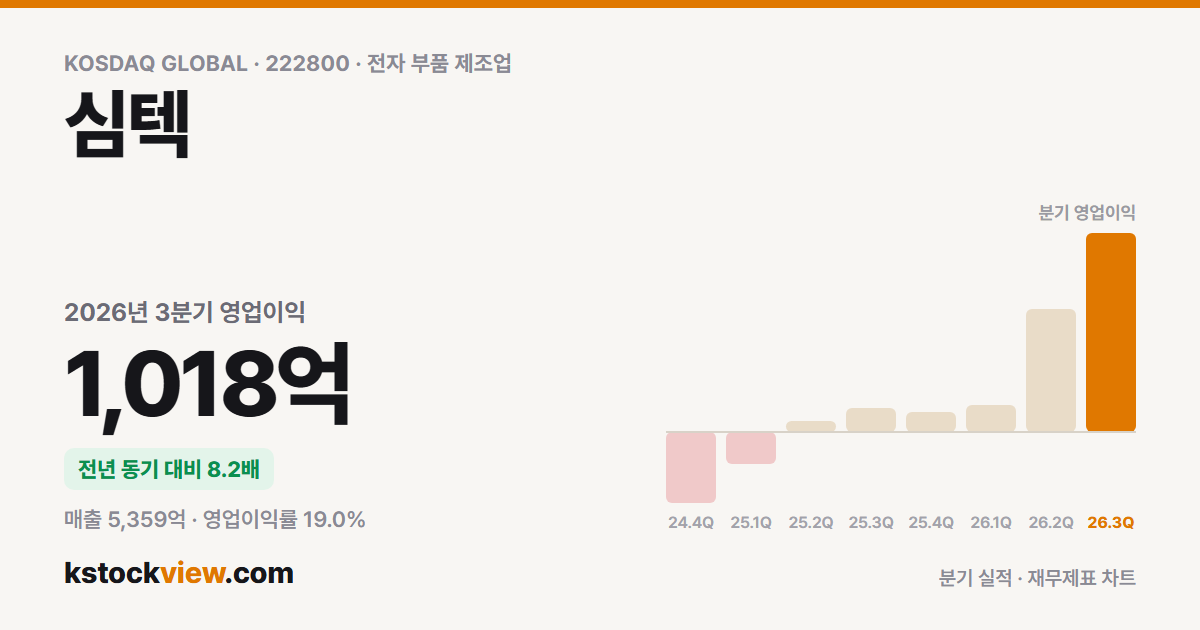 KOSDAQ GLOBAL · 222800 · 전자 부품 제조업
심텍
분기 영업이익
2026년 3분기 영업이익
1,018억
전년 동기 대비 8.2배
매출 5,359억 · 영업이익률 19.0%
24.4Q 25.1Q 25.2Q 25.3Q 25.4Q 26.1Q 26.2Q 26.3Q
kstockview.com
분기 실적 · 재무제표 차트